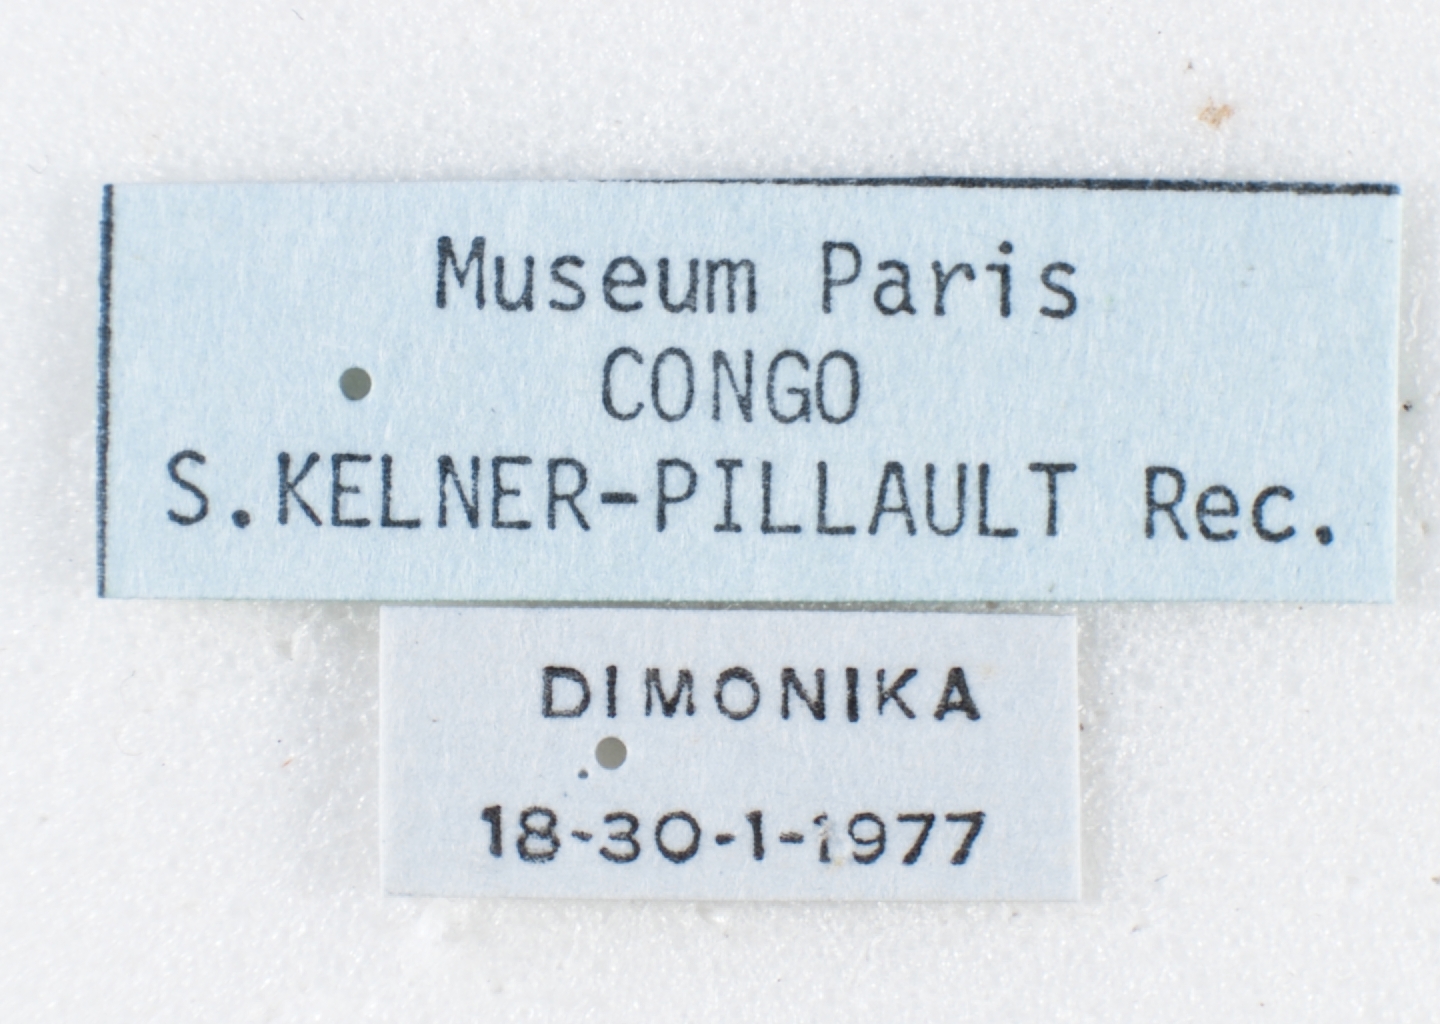 Museum Paris
CONGO
S.KELNER-PILLAULT Rec.
DIMONIKA
18-30-1-1977